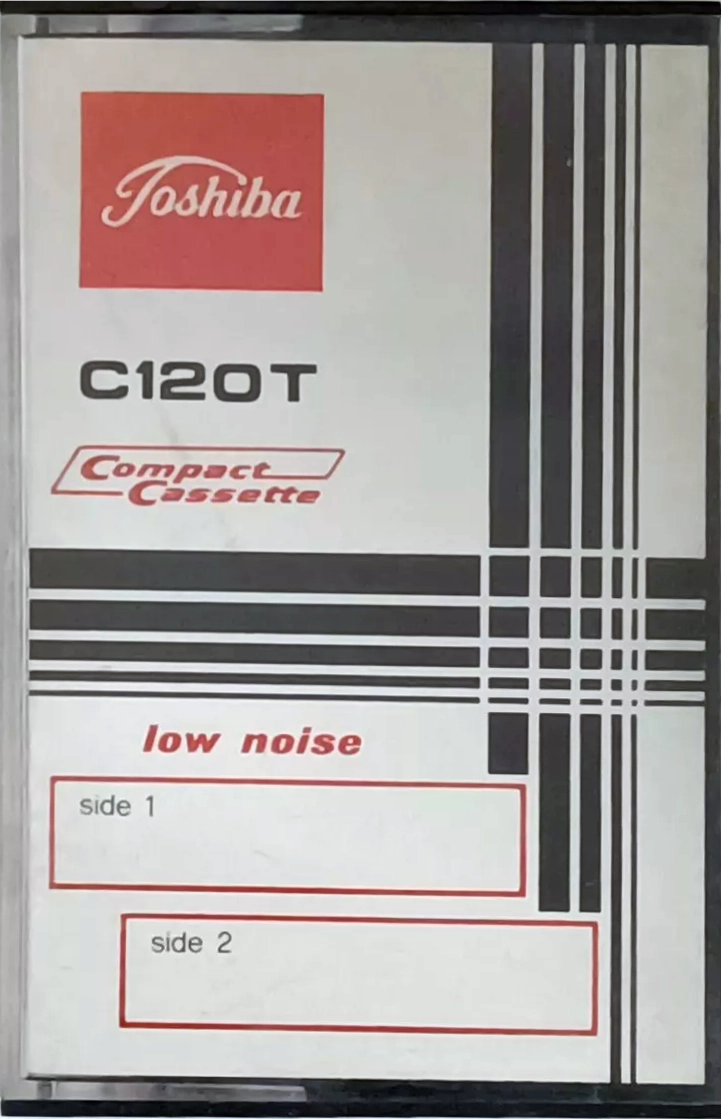 Toshiba
C120T
Compact
Cassette
low noise
side 1
side 2